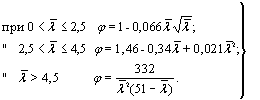 при 0 < λ̄ ≤ 2,5 φ = 1 - 0,066λ̄√λ̄;
" 2,5 < λ̄ ≤ 4,5 φ = 1,46 - 0,34λ̄ + 0,021λ̄²;
" λ̄ > 4,5 φ = 332 / λ̄²(51 - λ̄).